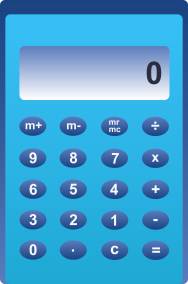 0
m+ m- mr mc ÷
9 8 7 x
6 5 4 +
3 2 1 -
0 . c =